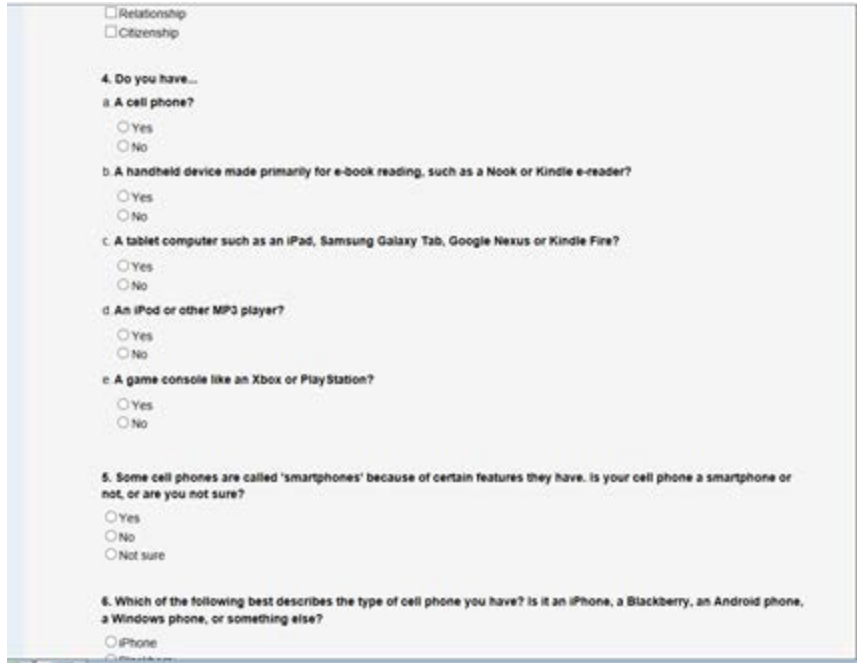 Relationship
Citizenship
4. Do you have...
a. A cell phone?
Yes
No
b. A handheld device made primarily for e-book reading, such as a Nook or Kindle e-reader?
Yes
No
c. A tablet computer such as an iPad, Samsung Galaxy Tab, Google Nexus or Kindle Fire?
Yes
No
d. An iPod or other MP3 player?
Yes
No
e. A game console like an Xbox or PlayStation?
Yes
No
5. Some cell phones are called 'smartphones' because of certain features they have. Is your cell phone a smartphone or
not, or are you not sure?
Yes
No
Not sure
6. Which of the following best describes the type of cell phone you have? Is it an iPhone, a Blackberry, an Android phone,
a Windows phone, or something else?
iPhone